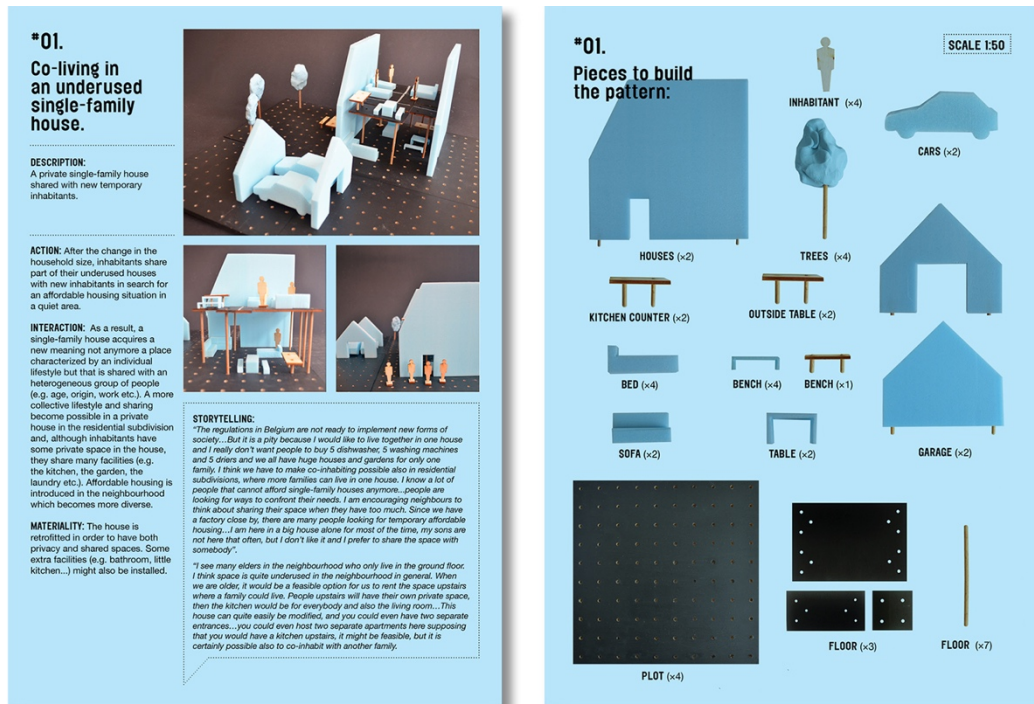 #01.
Co-living in
an underused
single-family
house.
DESCRIPTION:
A private single-family house
shared with new temporary
inhabitants.
ACTION: After the change in the
household size, inhabitants share
part of their underused houses
with new inhabitants in search for
an affordable housing situation in
a quiet area.
INTERACTION: As a result, a
single-family house acquires a
new meaning not anymore a place
characterized by an individual
lifestyle but that is shared with an
heterogeneous group of people
(e.g. age, origin, work etc.). A more
collective lifestyle and sharing
become possible in a private
house in the residential subdivision
and, although inhabitants have
some private space in the house,
they share many facilities (e.g.
the kitchen, the garden, the
laundry etc.). Affordable housing is
introduced in the neighbourhood
which becomes more diverse.
MATERIALITY: The house is
retrofitted in order to have both
privacy and shared spaces. Some
extra facilities (e.g. bathroom, little
kitchen...) might also be installed.
STORYTELLING:
"The regulations in Belgium are not ready to implement new forms of
society...But it is a pity because I would like to live together in one house
and I really don't want people to buy 5 dishwasher, 5 washing machines
and 5 driers and we all have huge houses and gardens for only one
family. I think we have to make co-inhabiting possible also in residential
subdivisions, where more families can live in one house. I know a lot of
people that cannot afford single-family houses anymore...people are
looking for ways to confront their needs. I am encouraging neighbours to
think about sharing their space when they have too much. Since we have
a factory close by, there are many people looking for temporary affordable
housing...I am here in a big house alone for most of the time, my sons are
not here that often, but I don't like it and I prefer to share the space with
somebody".
"I see many elders in the neighbourhood who only live in the ground floor.
I think space is quite underused in the neighbourhood in general. When
we are older, it would be a feasible option for us to rent the space upstairs
where a family could live. People upstairs will have their own private space,
then the kitchen would be for everybody and also the living room...This
house can quite easily be modified, and you could even have two separate
entrances...you could even host two separate apartments here supposing
that you would have a kitchen upstairs, it might be feasible, but it is
certainly possible also to co-inhabit with another family.
#01.
Pieces to build
the pattern:
SCALE 1:50
INHABITANT (×4)
CARS (×2)
HOUSES (×2)
TREES (×4)
KITCHEN COUNTER (×2)
OUTSIDE TABLE (×2)
BED (×4)
BENCH (×4)
BENCH (×1)
SOFA (×2)
TABLE (×2)
GARAGE (×2)
PLOT (×4)
FLOOR (×3)
FLOOR (×7)